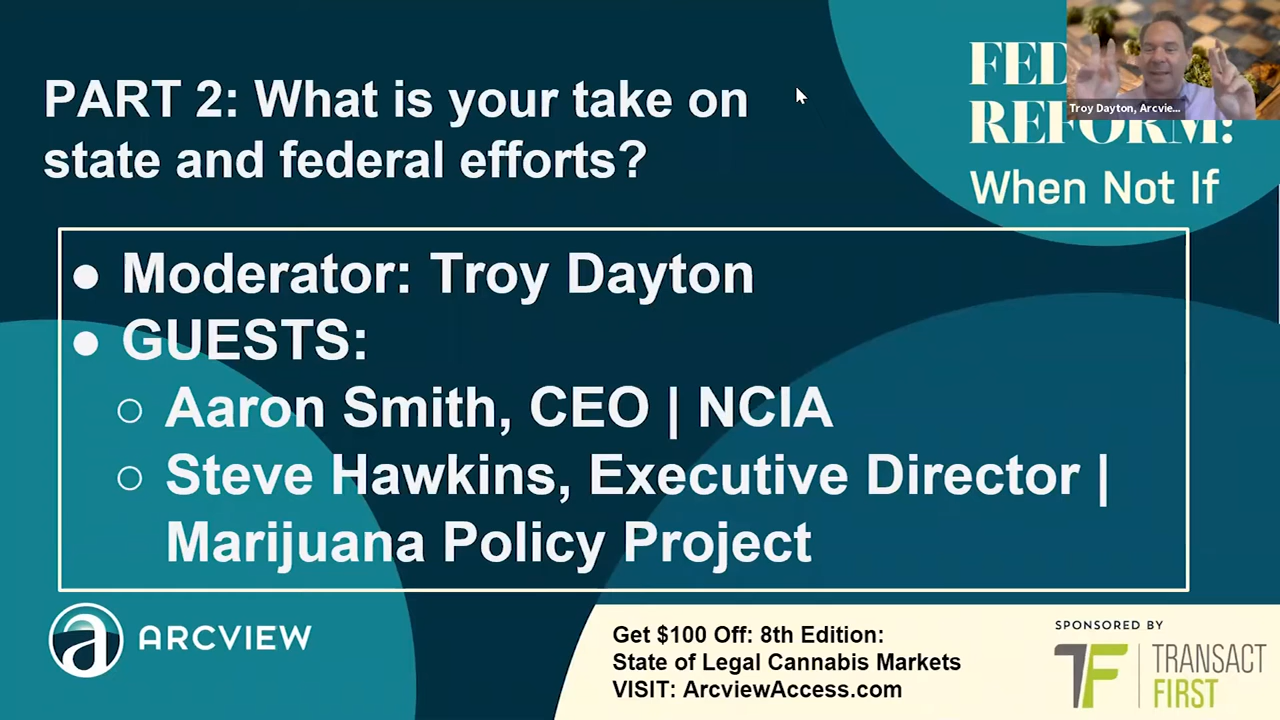 PART 2: What is your take on
state and federal efforts?
FED
REFORM:
When Not If
Troy Dayton, Arcvie...
● Moderator: Troy Dayton
● GUESTS:
○ Aaron Smith, CEO | NCIA
○ Steve Hawkins, Executive Director |
Marijuana Policy Project
ARCVIEW
Get $100 Off: 8th Edition:
State of Legal Cannabis Markets
VISIT: ArcviewAccess.com
SPONSORED BY
TF TRANSACT
FIRST